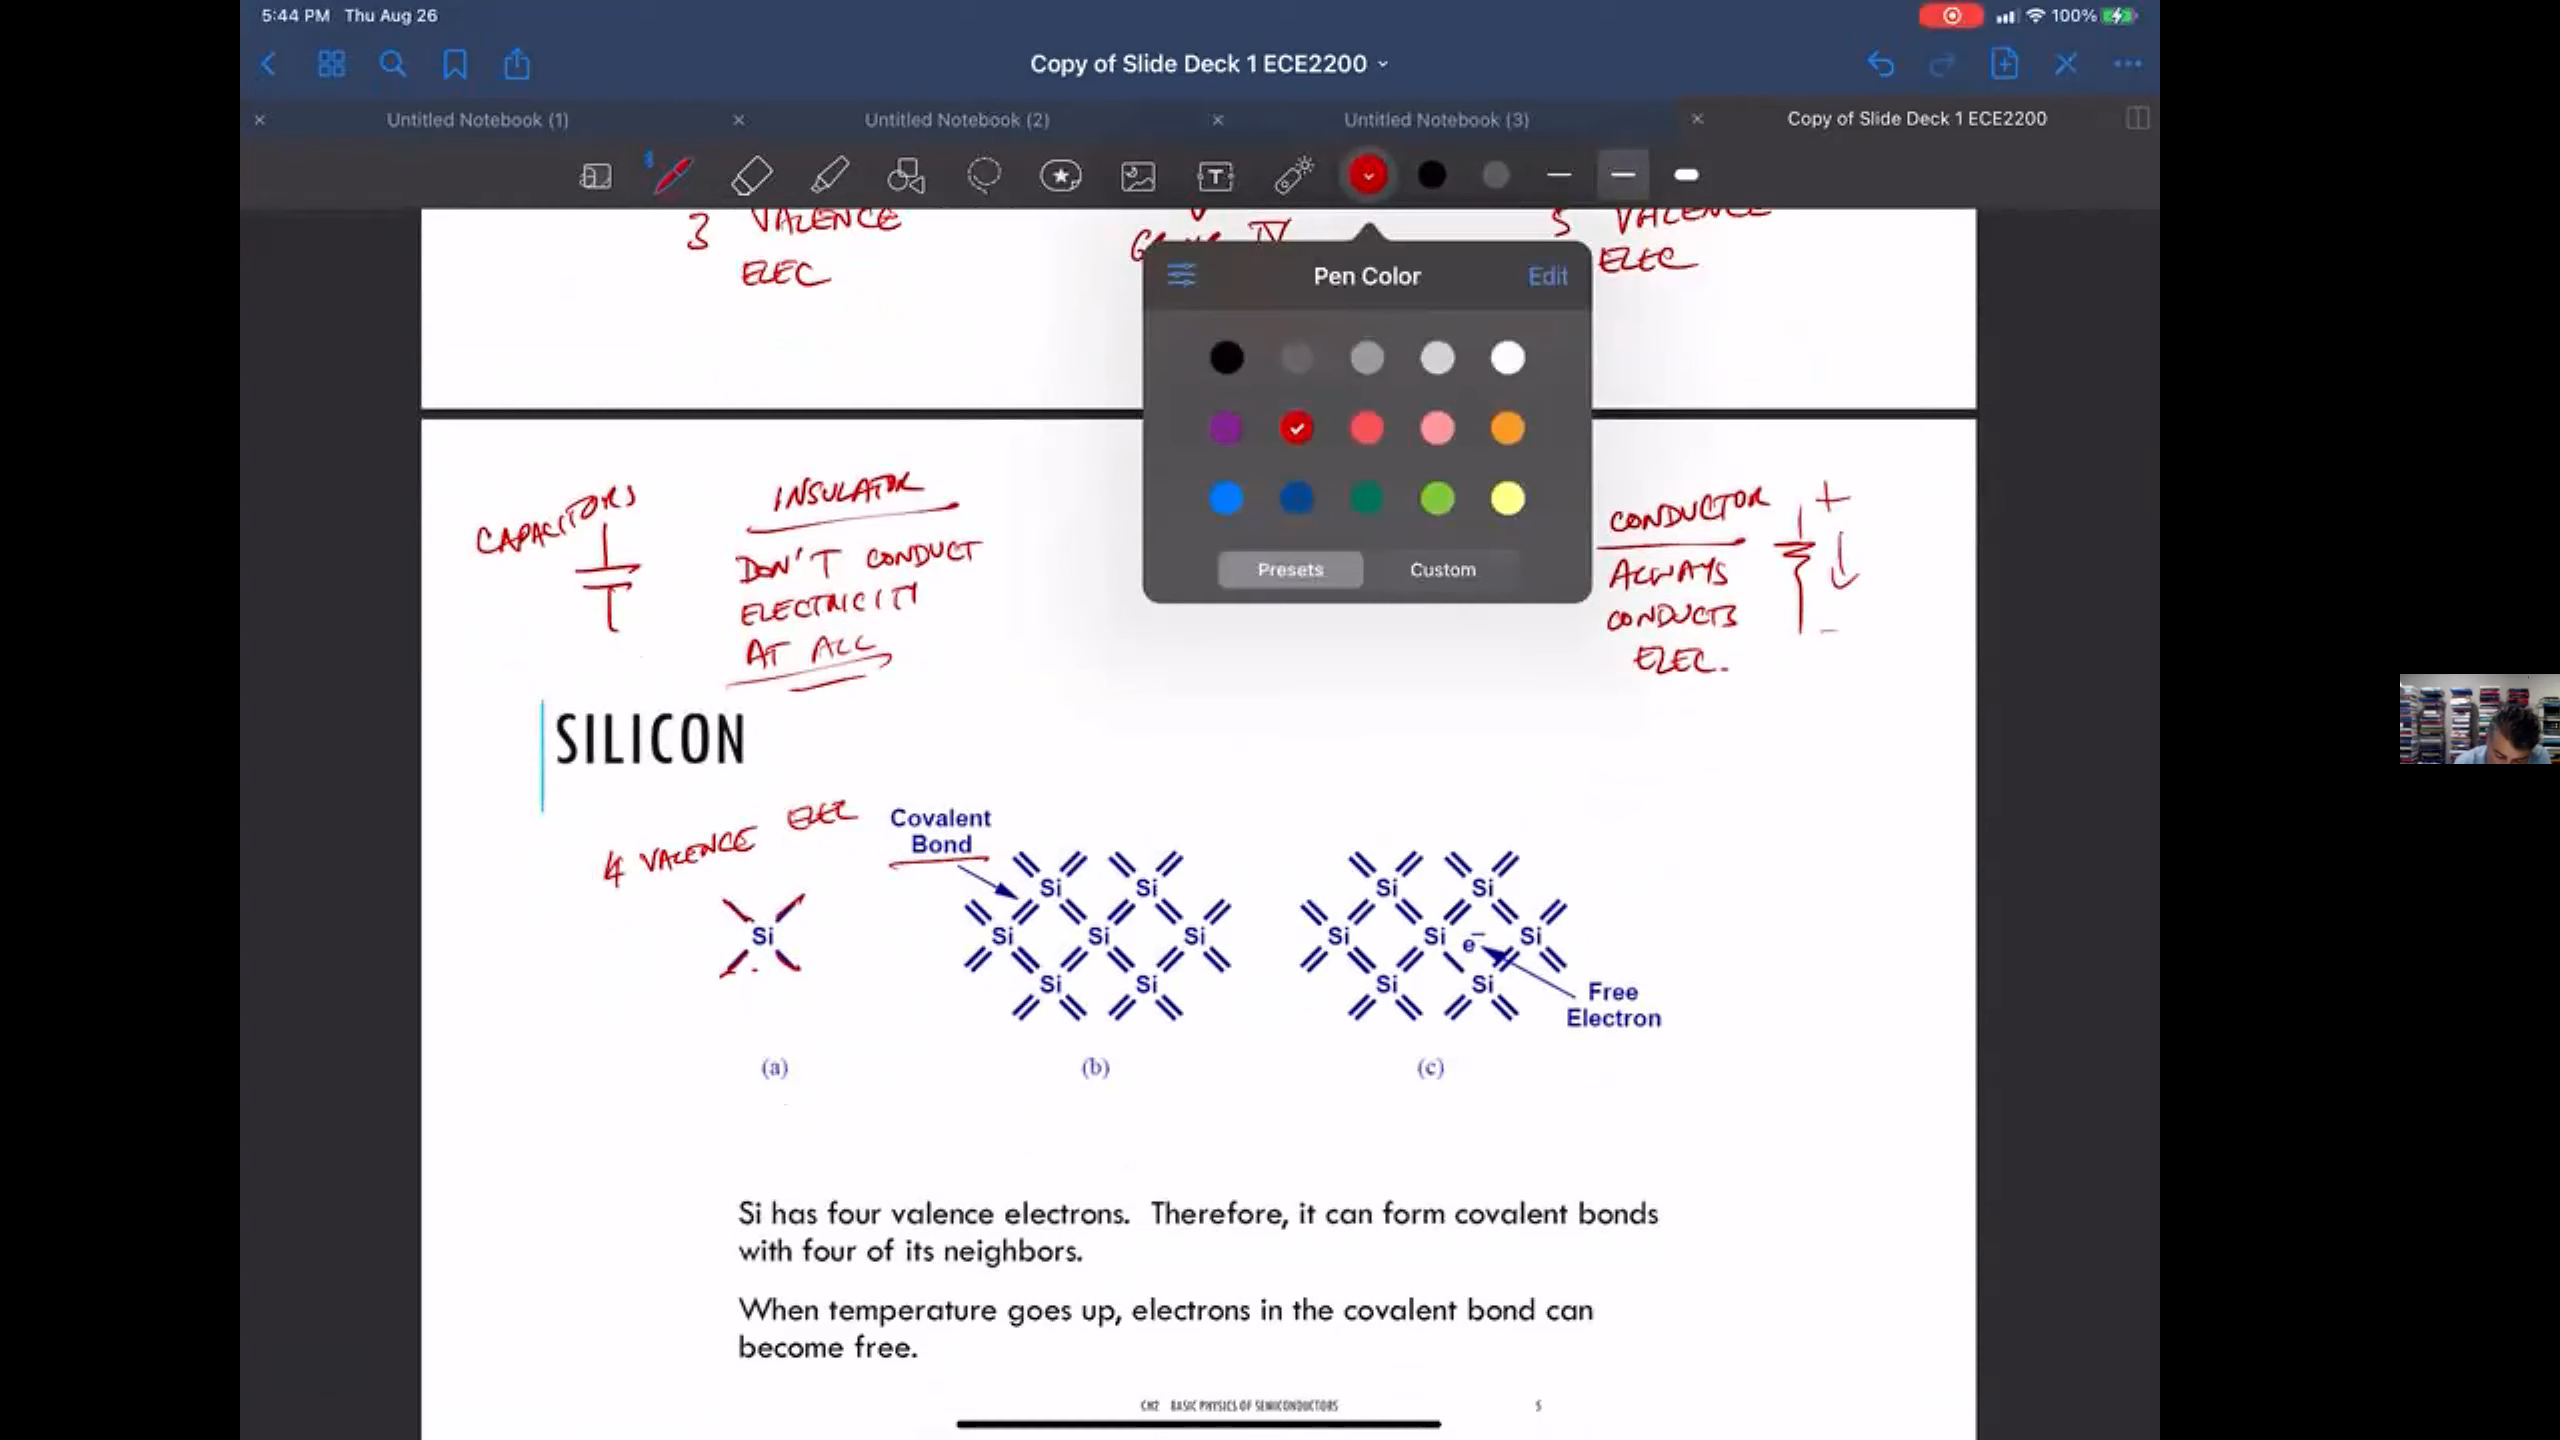 5:44 PM Thu Aug 26
100%
Copy of Slide Deck 1 ECE2200
Untitled Notebook (1)
Untitled Notebook (2)
Untitled Notebook (3)
Copy of Slide Deck 1 ECE2200
3 VALENCE
ELEC
IV
5 VALENCE
ELEC
Pen Color
Edit
Presets
Custom
CAPACITORS
INSULATOR
DON'T CONDUCT
ELECTRICITY
AT ALL
CONDUCTOR
ALWAYS
CONDUCTS
ELEC.
+
-
SILICON
4 VALENCE ELEC
Covalent
Bond
Si
Si Si
Si Si Si
Si Si
Si Si
Si Si e– Si
Si Si
Free
Electron
(a)
(b)
(c)
Si has four valence electrons. Therefore, it can form covalent bonds
with four of its neighbors.
When temperature goes up, electrons in the covalent bond can
become free.
CH2 BASIC PHYSICS OF SEMICONDUCTORS
5